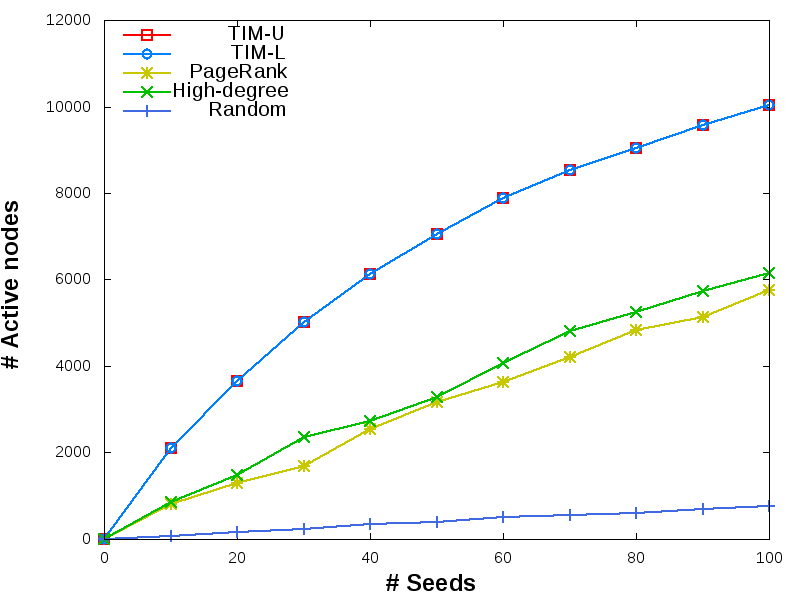 12000
10000
8000
6000
4000
2000
0
# Active nodes
TIM-U
TIM-L
PageRank
High-degree
Random
0 20 40 60 80 100
# Seeds